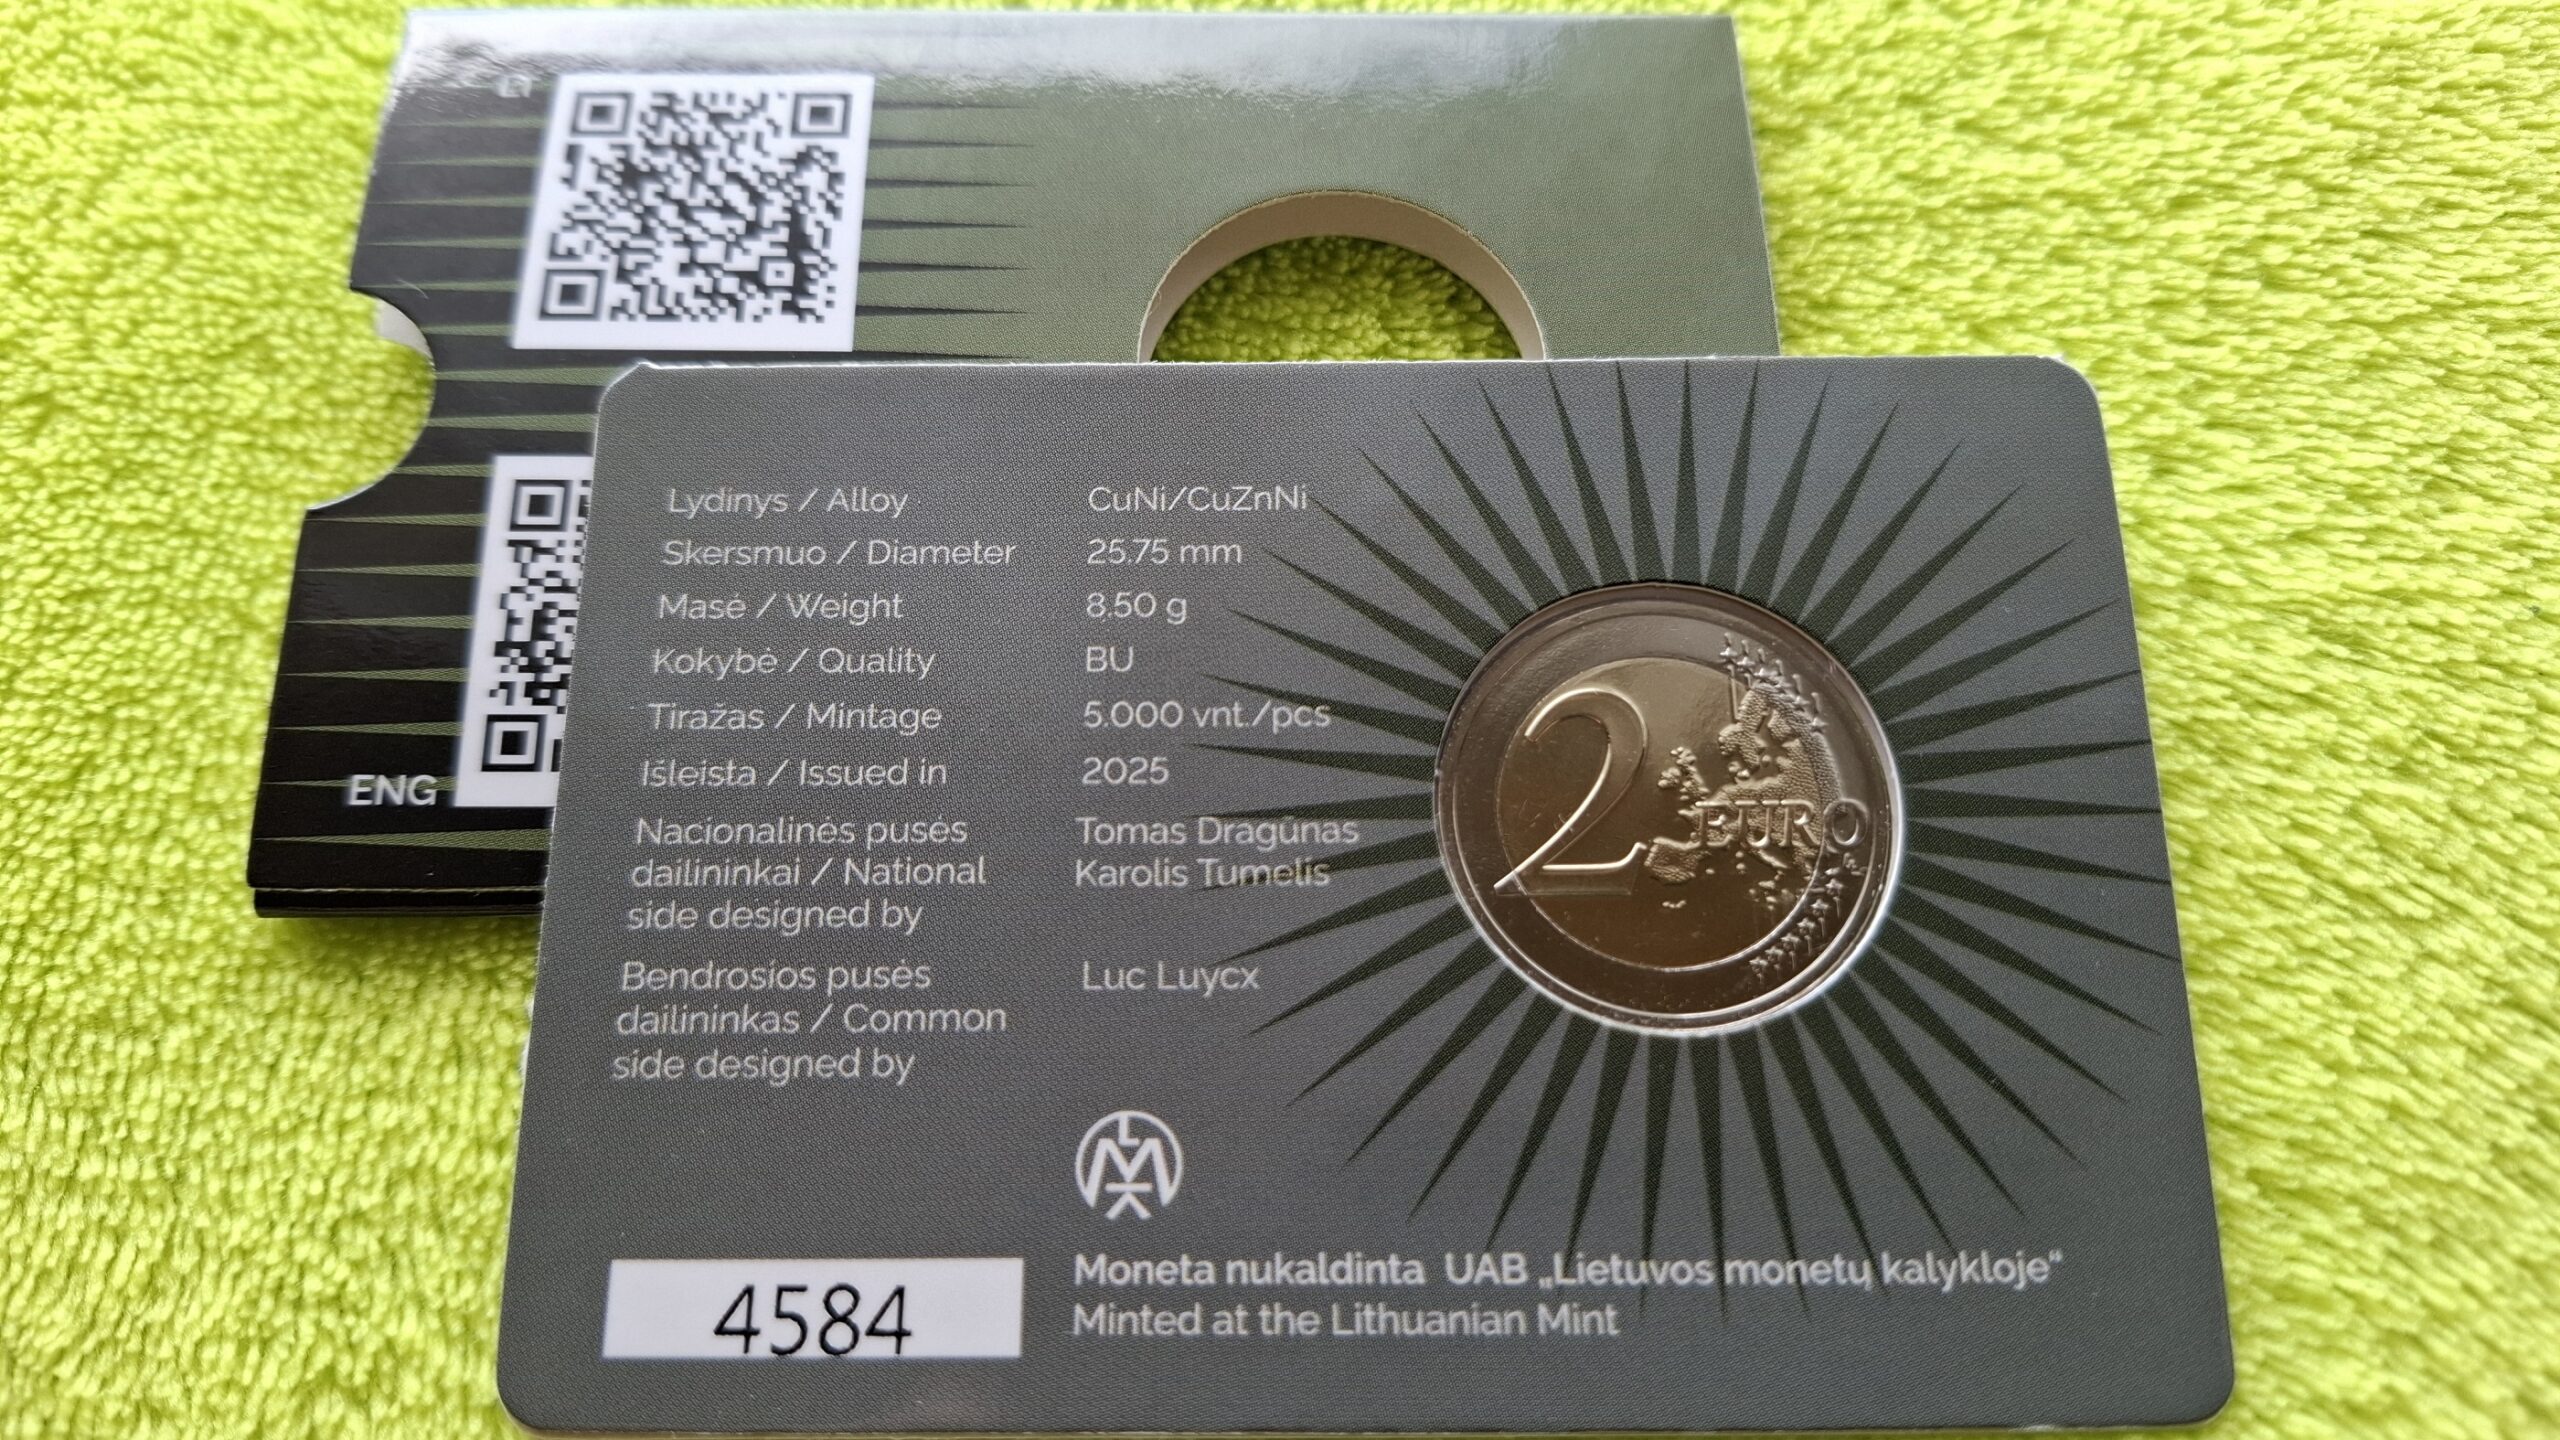 ENG
Lydinys / Alloy CuNi/CuZnNi
Skersmuo / Diameter 25.75 mm
Masė / Weight 8.50 g
Kokybė / Quality BU
Tiražas / Mintage 5.000 vnt./pcs
Išleista / Issued in 2025
Nacionalinės pusės Tomas Dragūnas
dailininkai / National Karolis Tumelis
side designed by
Bendrosios pusės Luc Luycx
dailininkas / Common
side designed by
2 EURO
LMK
4584
Moneta nukaldinta UAB „Lietuvos monetų kalykloje“
Minted at the Lithuanian Mint